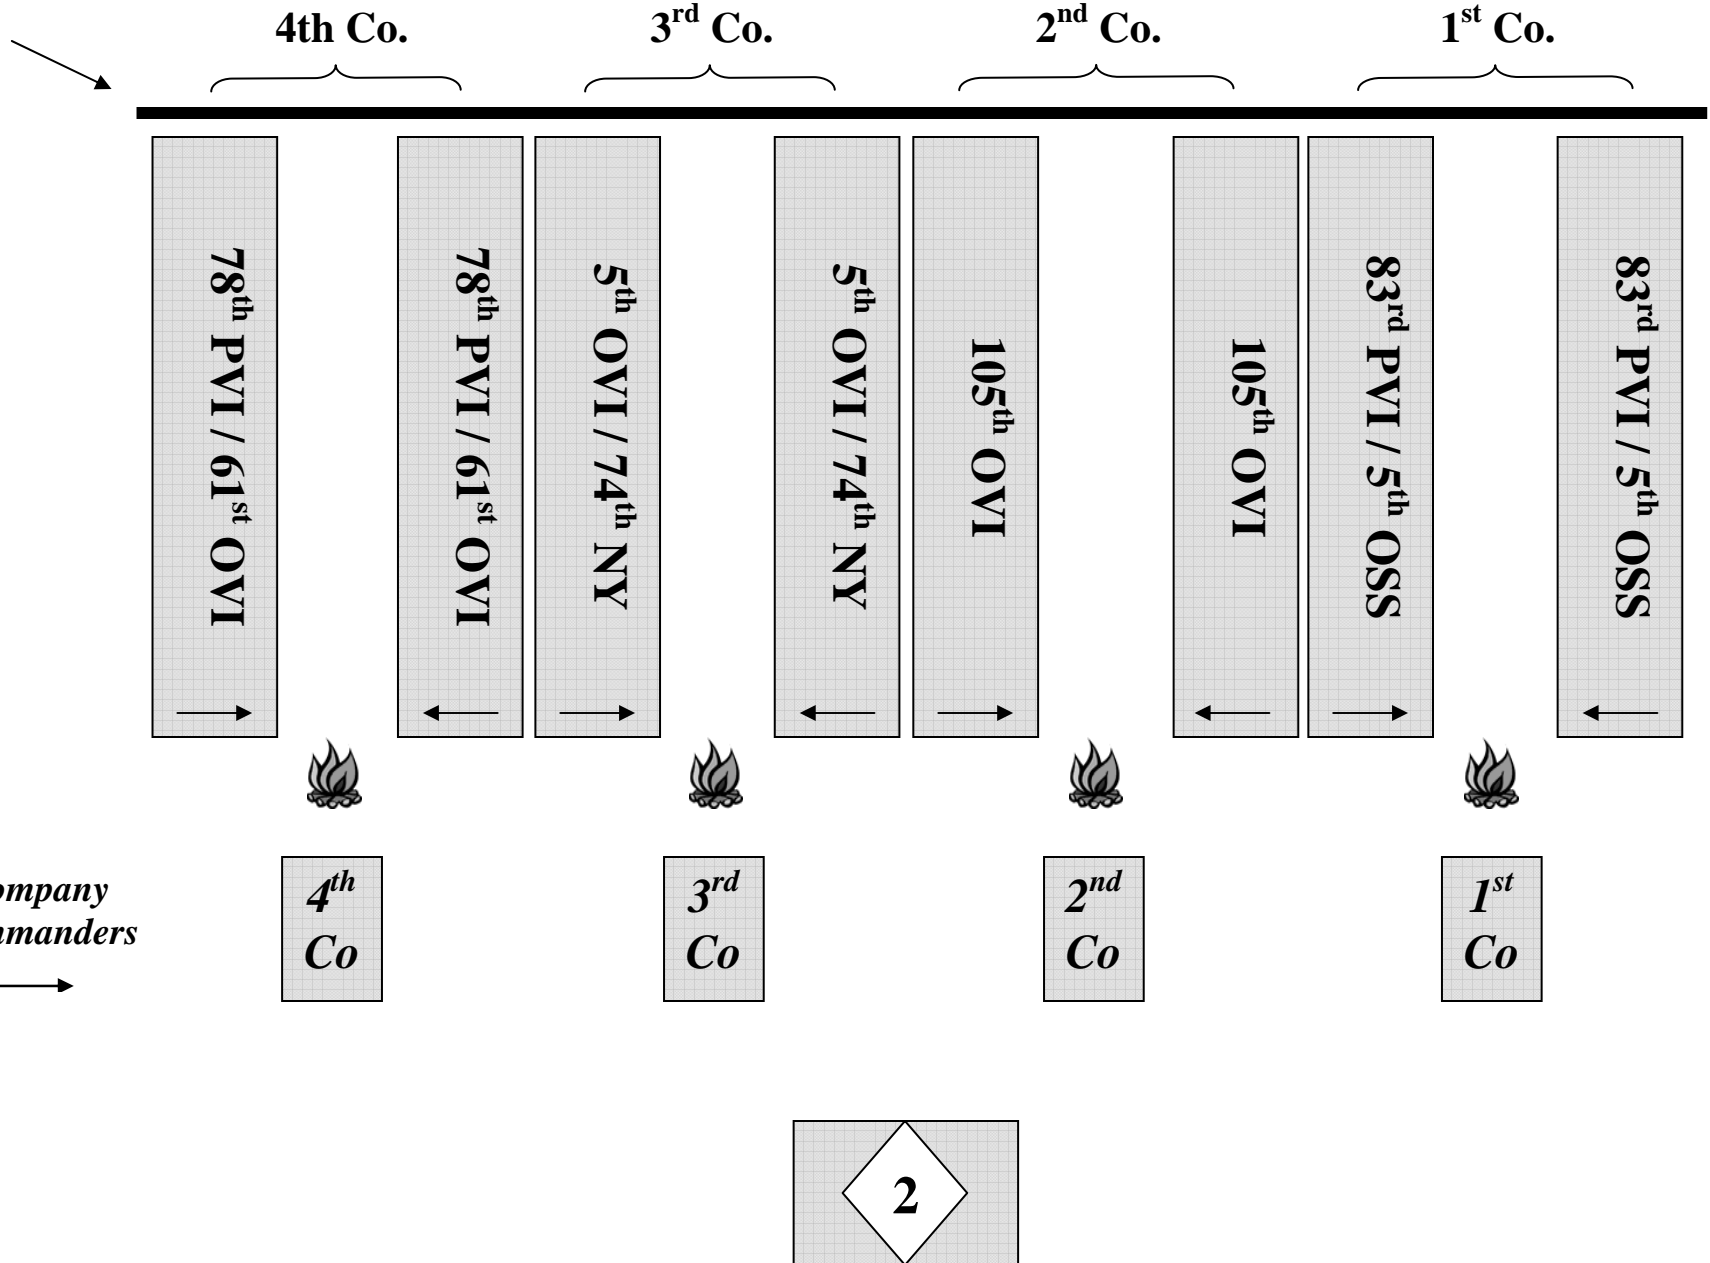 4th Co.
3rd Co.
2nd Co.
1st Co.
78th PVI / 61st OVI
78th PVI / 61st OVI
5th OVI / 74th NY
5th OVI / 74th NY
105th OVI
105th OVI
83rd PVI / 5th OSS
83rd PVI / 5th OSS
ompany
nmanders
4th
Co
3rd
Co
2nd
Co
1st
Co
2